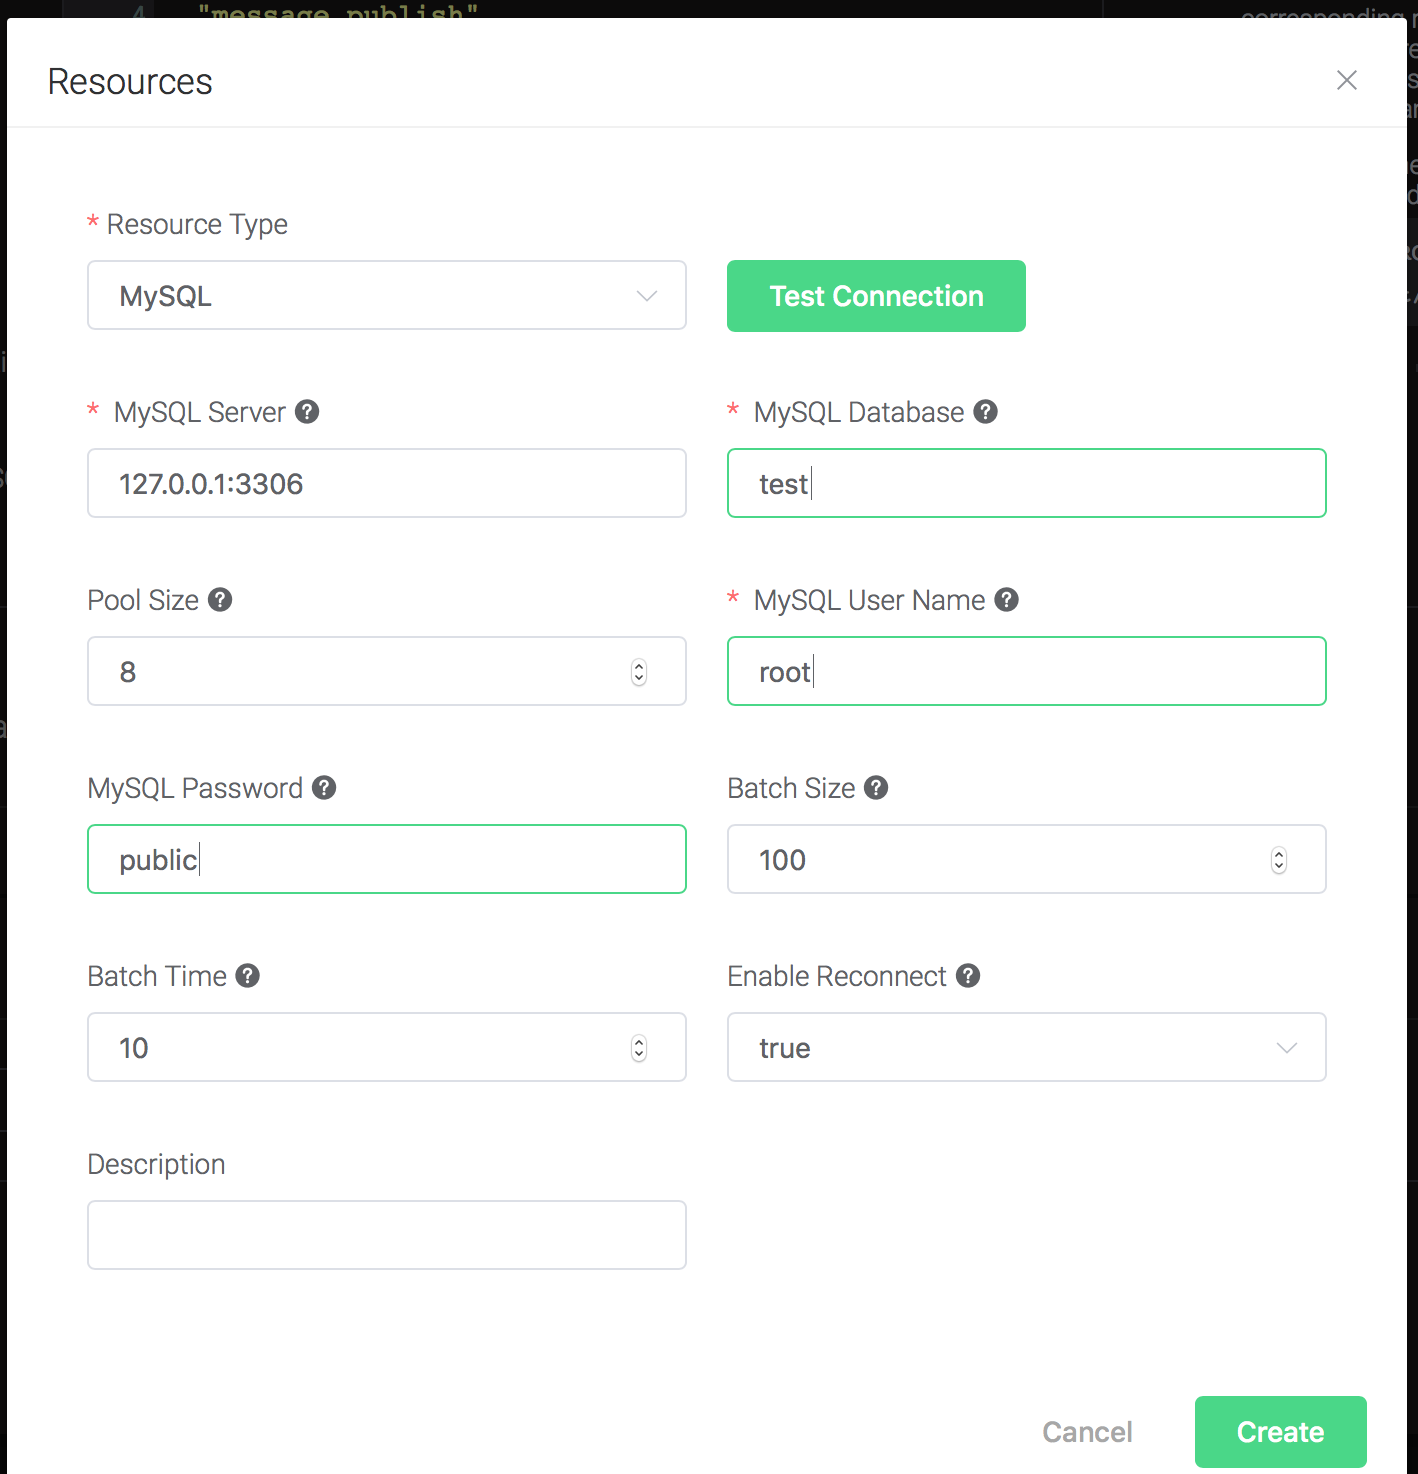 4 "message.publish"
corresponding
Resources
* Resource Type
MySQL
Test Connection
* MySQL Server ?
* MySQL Database ?
127.0.0.1:3306
test
Pool Size ?
* MySQL User Name ?
8
root
MySQL Password ?
Batch Size ?
public
100
Batch Time ?
Enable Reconnect ?
10
true
Description
Cancel
Create